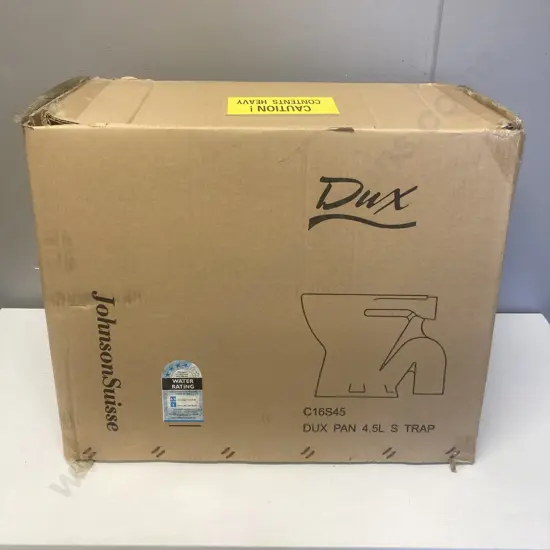 CAUTION !
CONTENTS HEAVY
Dux
JohnsonSuisse
WATER
RATING
C16S45
DUX PAN 4.5L S TRAP